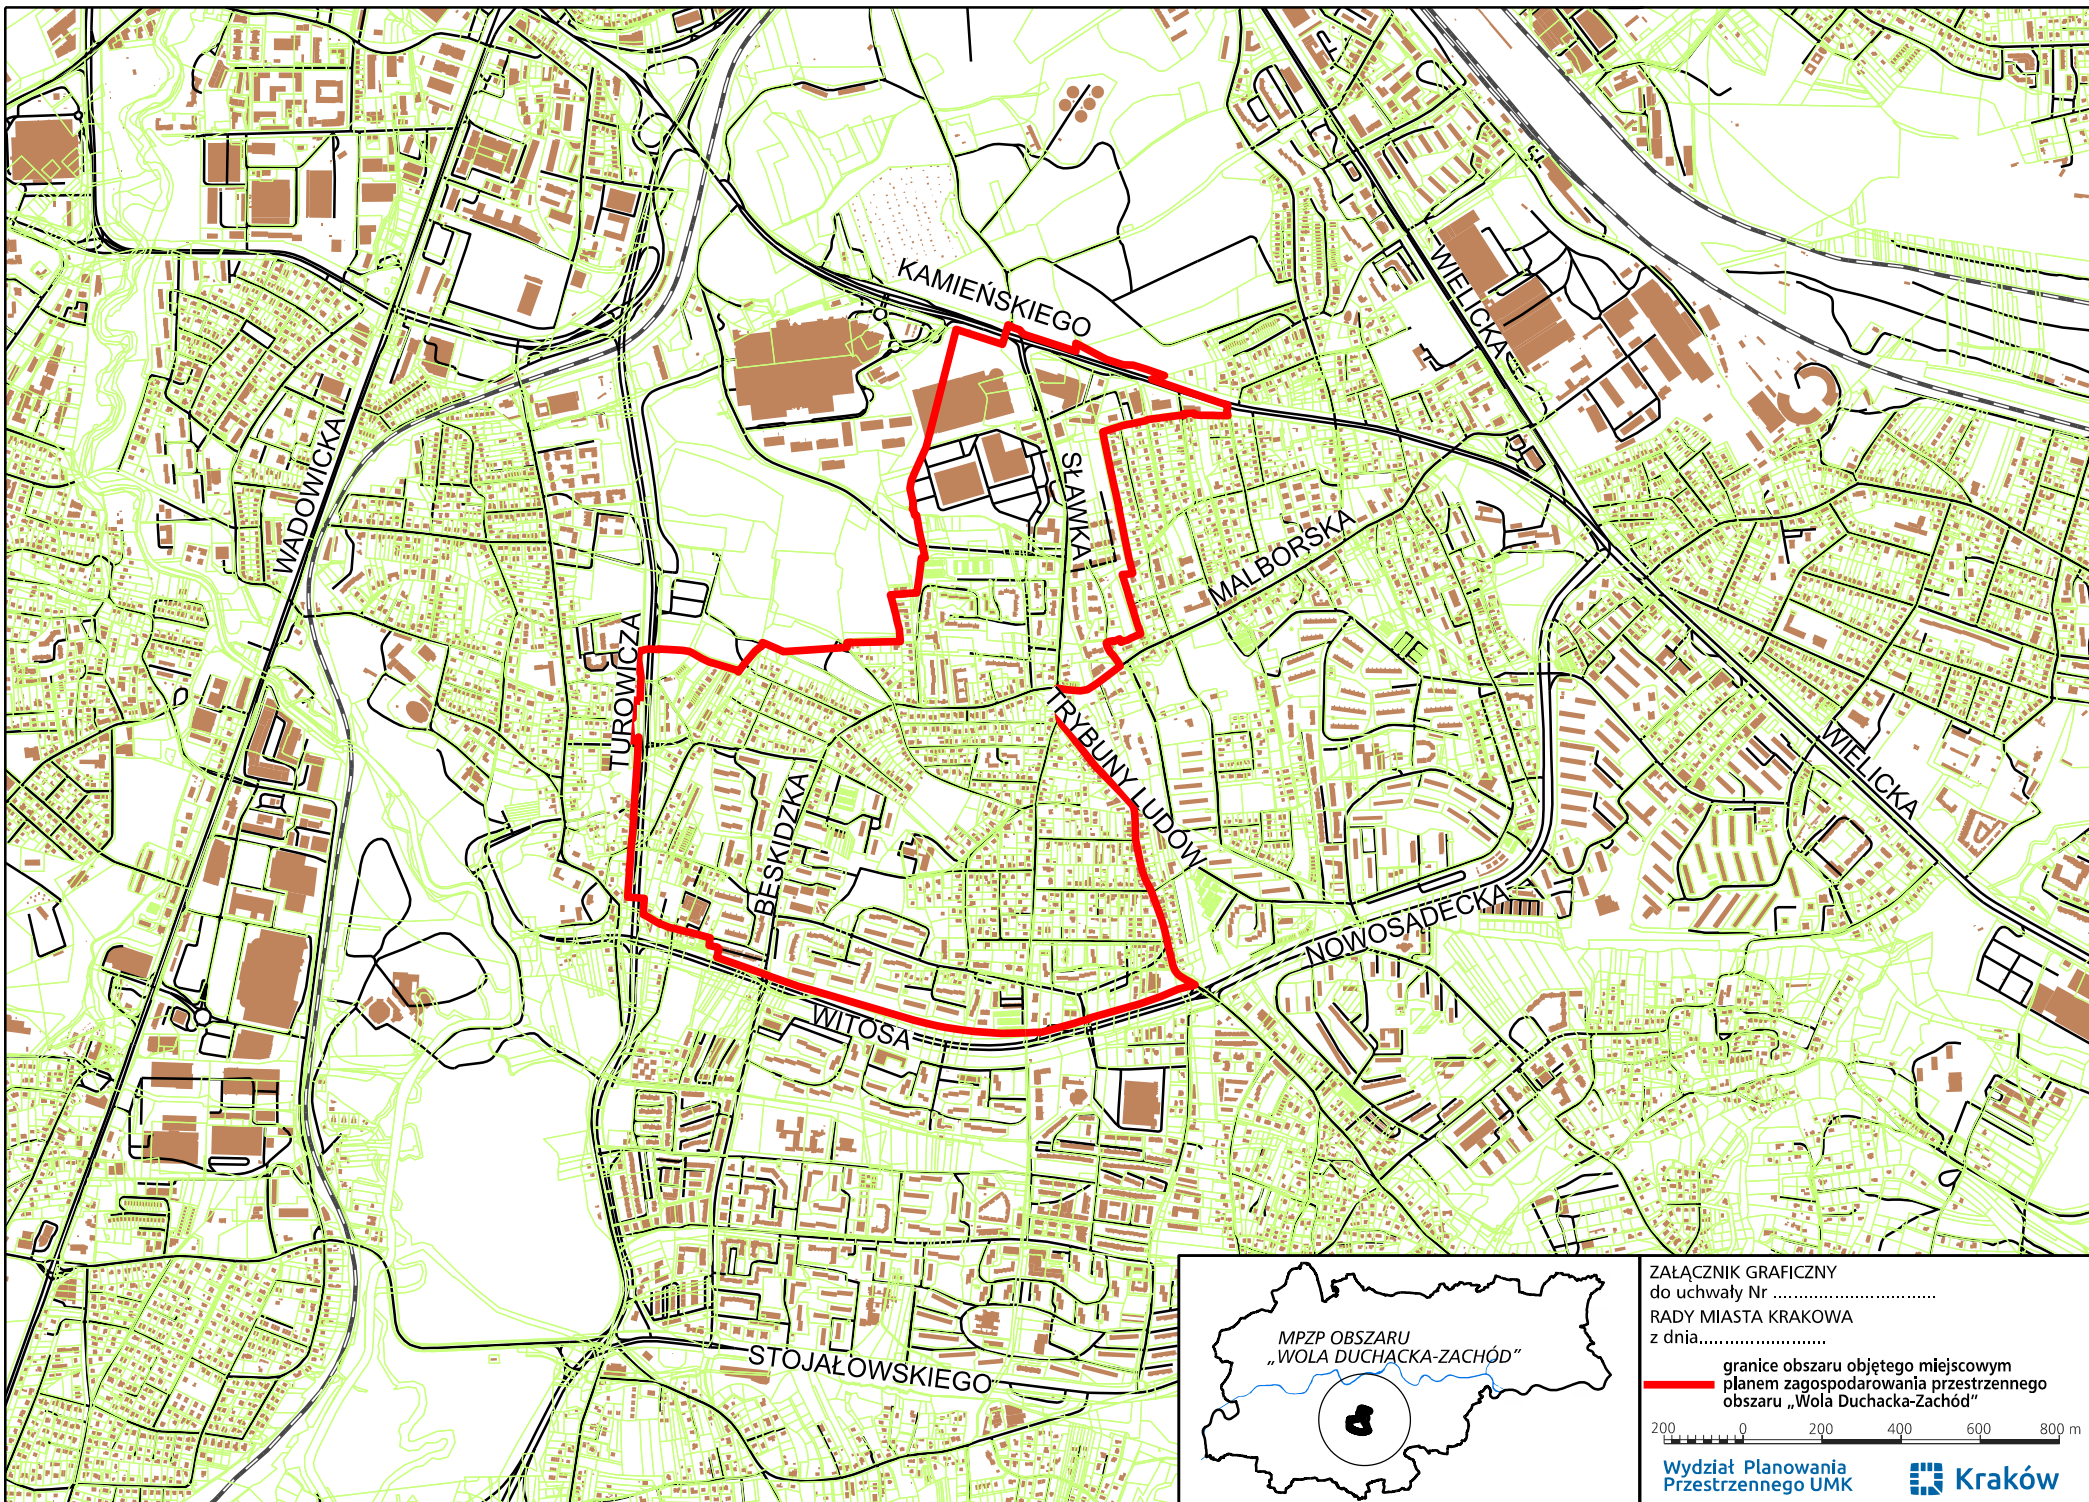 KAMIEŃSKIEGO
WIELICKA
WADOWICKA
SŁAWKA
MALBORSKA
TUROWICZA
TRYBUNY LUDÓW
WIELICKA
BESKIDZKA
NOWOSĄDECKA
WITOSA
STOJAŁOWSKIEGO
MPZP OBSZARU
„WOLA DUCHACKA-ZACHÓD”
ZAŁĄCZNIK GRAFICZNY
do uchwały Nr ................................
RADY MIASTA KRAKOWA
z dnia........................
granice obszaru objętego miejscowym
planem zagospodarowania przestrzennego
obszaru „Wola Duchacka-Zachód”
200 0 200 400 600 800 m
Wydział Planowania
Przestrzennego UMK
Kraków